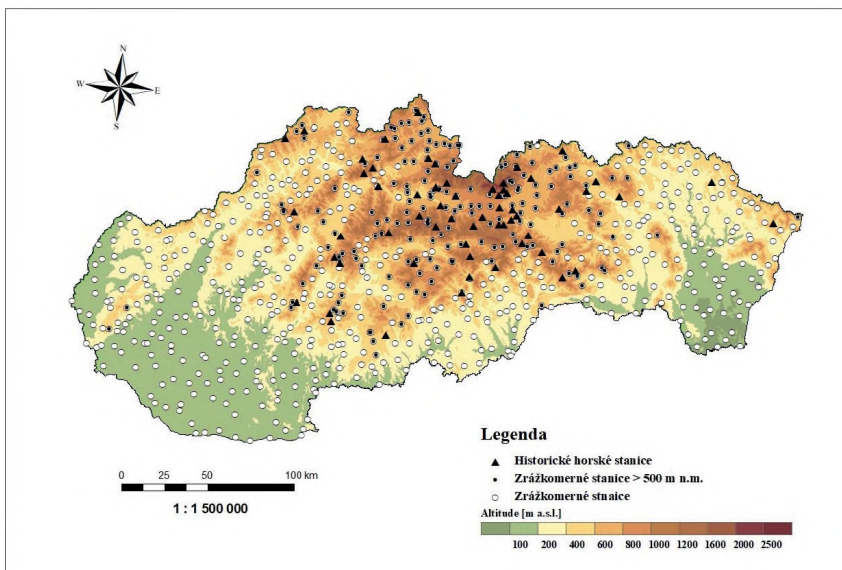 N
W
E
S
0 25 50 100 km
1 : 1 500 000
Legenda
Historické horské stanice
Zrážkomerné stanice > 500 m n.m.
Zrážkomerné stnaice
Altitude [m a.s.l.]
100 200 400 600 800 1000 1200 1600 2000 2500